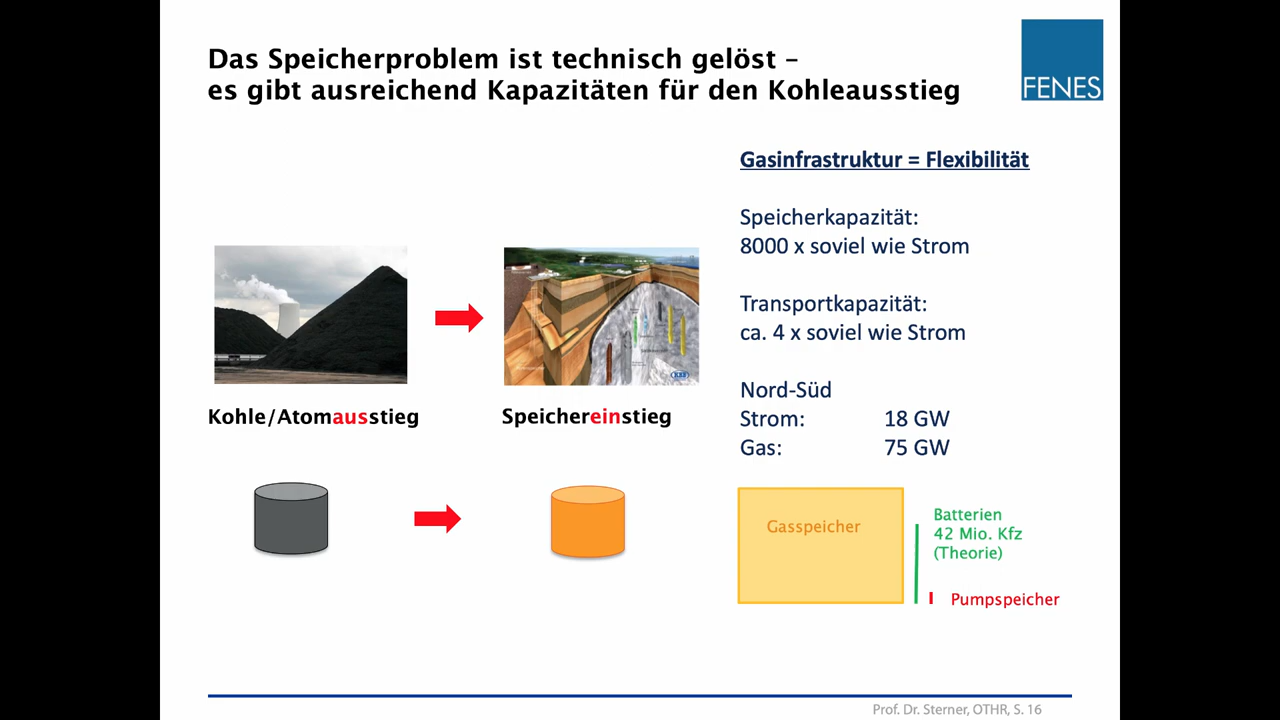 Das Speicherproblem ist technisch gelöst –
es gibt ausreichend Kapazitäten für den Kohleausstieg
FENES
Gasinfrastruktur = Flexibilität
Speicherkapazität:
8000 x soviel wie Strom
Transportkapazität:
ca. 4 x soviel wie Strom
Nord-Süd
Strom: 18 GW
Gas: 75 GW
Kohle/Atomausstieg
Speichereinstieg
Gasspeicher
Batterien
42 Mio. Kfz
(Theorie)
Pumpspeicher
Prof. Dr. Sterner, OTHR, S. 16